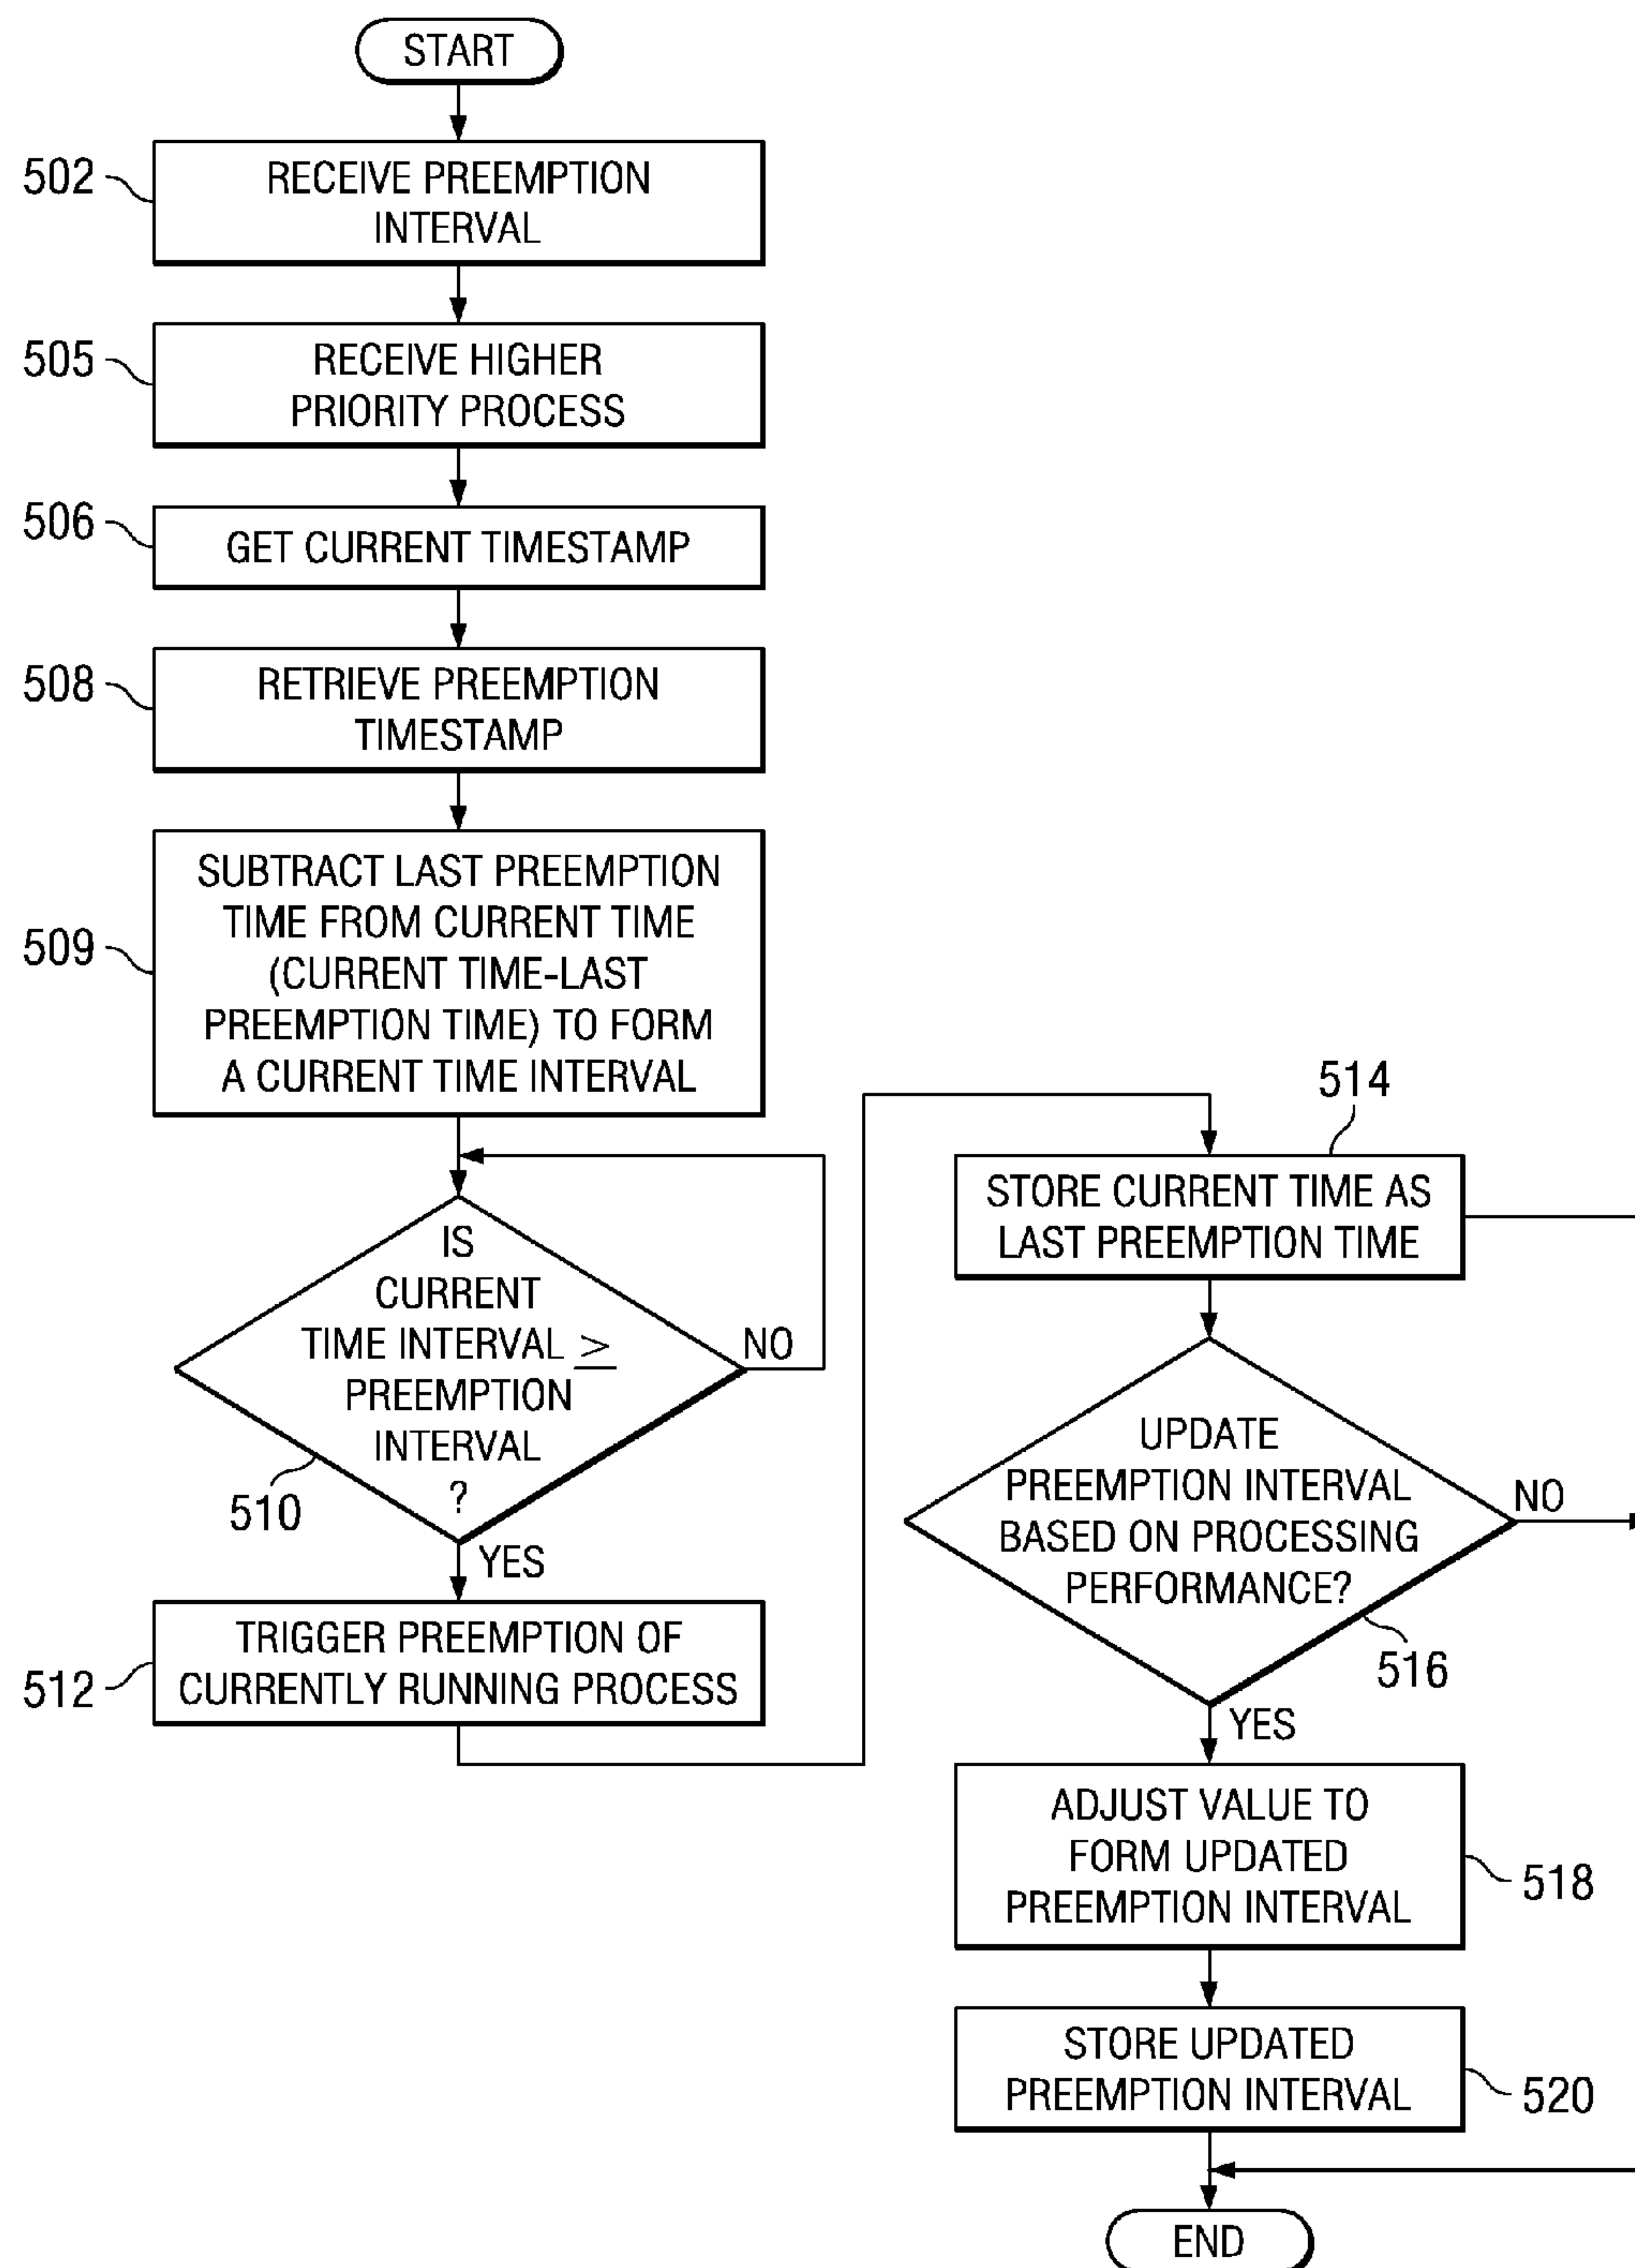 START
502
RECEIVE PREEMPTION
INTERVAL
505
RECEIVE HIGHER
PRIORITY PROCESS
506
GET CURRENT TIMESTAMP
508
RETRIEVE PREEMPTION
TIMESTAMP
509
SUBTRACT LAST PREEMPTION
TIME FROM CURRENT TIME
(CURRENT TIME-LAST
PREEMPTION TIME) TO FORM
A CURRENT TIME INTERVAL
IS
CURRENT
TIME INTERVAL ≥
PREEMPTION
INTERVAL
?
NO
510
YES
512
TRIGGER PREEMPTION OF
CURRENTLY RUNNING PROCESS
514
STORE CURRENT TIME AS
LAST PREEMPTION TIME
UPDATE
PREEMPTION INTERVAL
BASED ON PROCESSING
PERFORMANCE?
NO
516
YES
ADJUST VALUE TO
FORM UPDATED
PREEMPTION INTERVAL
518
STORE UPDATED
PREEMPTION INTERVAL
520
END